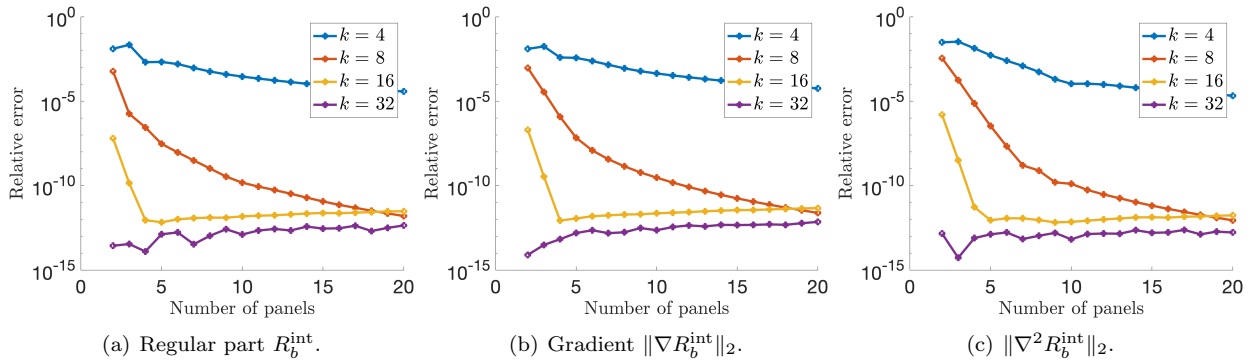 10^0
10^-5
10^-10
10^-15
Relative error
0 5 10 15 20
Number of panels
k = 4
k = 8
k = 16
k = 32
(a) Regular part R_b^int.
10^0
10^-5
10^-10
10^-15
Relative error
0 5 10 15 20
Number of panels
k = 4
k = 8
k = 16
k = 32
(b) Gradient ‖∇R_b^int‖_2.
10^0
10^-5
10^-10
10^-15
Relative error
0 5 10 15 20
Number of panels
k = 4
k = 8
k = 16
k = 32
(c) ‖∇^2 R_b^int‖_2.